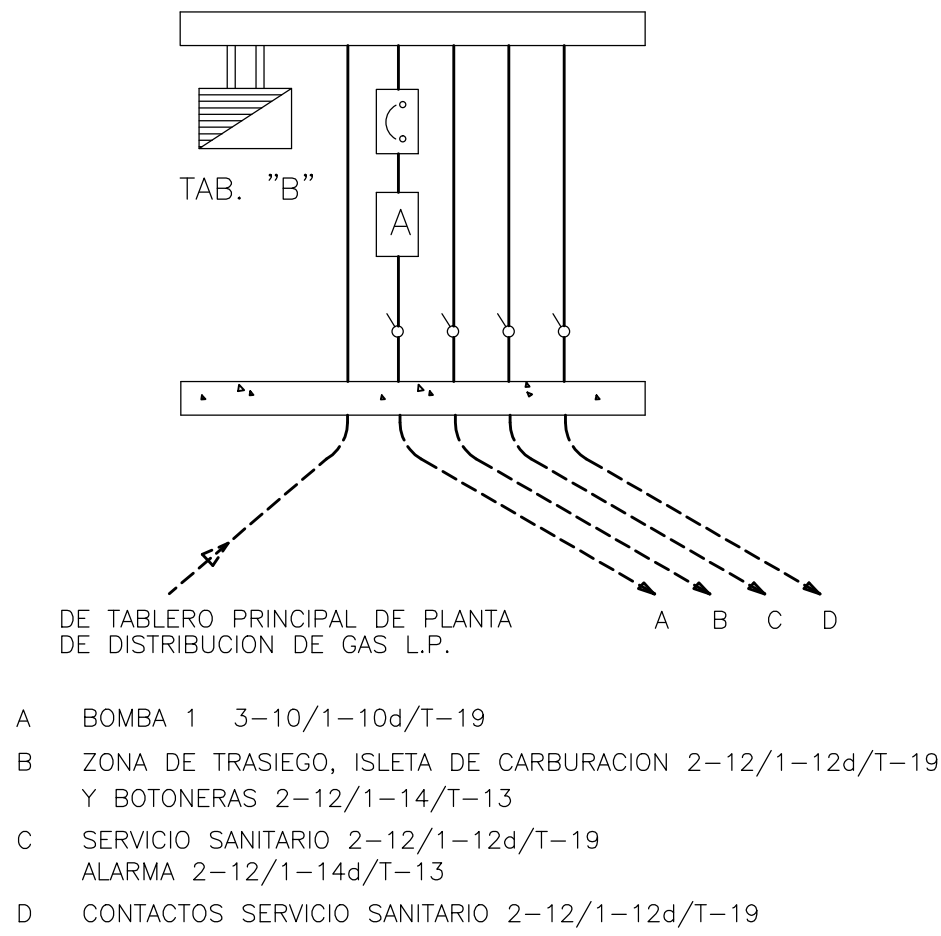 TAB. "B"
A
DE TABLERO PRINCIPAL DE PLANTA
DE DISTRIBUCION DE GAS L.P.
A B C D
A BOMBA 1 3-10/1-10d/T-19
B ZONA DE TRASIEGO, ISLETA DE CARBURACION 2-12/1-12d/T-19
Y BOTONERAS 2-12/1-14/T-13
C SERVICIO SANITARIO 2-12/1-12d/T-19
ALARMA 2-12/1-14d/T-13
D CONTACTOS SERVICIO SANITARIO 2-12/1-12d/T-19